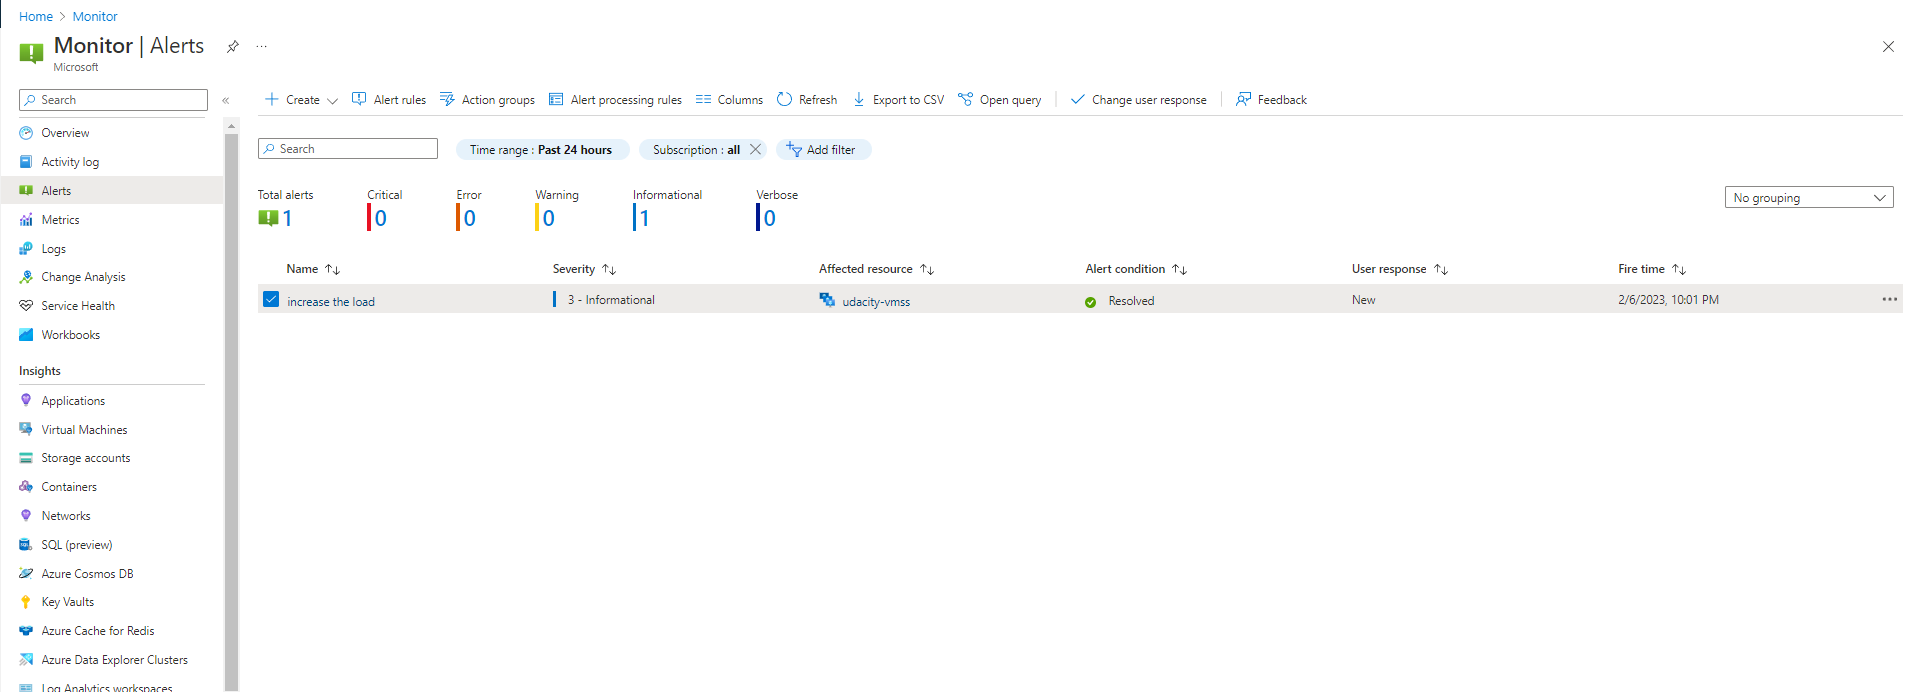 Home > Monitor
Monitor | Alerts ...
Microsoft
Search «
Create Alert rules Action groups Alert processing rules Columns Refresh Export to CSV Open query Change user response Feedback
Overview
Activity log
Alerts
Metrics
Logs
Change Analysis
Service Health
Workbooks
Insights
Applications
Virtual Machines
Storage accounts
Containers
Networks
SQL (preview)
Azure Cosmos DB
Key Vaults
Azure Cache for Redis
Azure Data Explorer Clusters
Log Analytics workspaces
Search Time range : Past 24 hours Subscription : all Add filter
Total alerts Critical Error Warning Informational Verbose
1 0 0 0 1 0
No grouping
Name Severity Affected resource Alert condition User response Fire time
increase the load 3 - Informational udacity-vmss Resolved New 2/6/2023, 10:01 PM